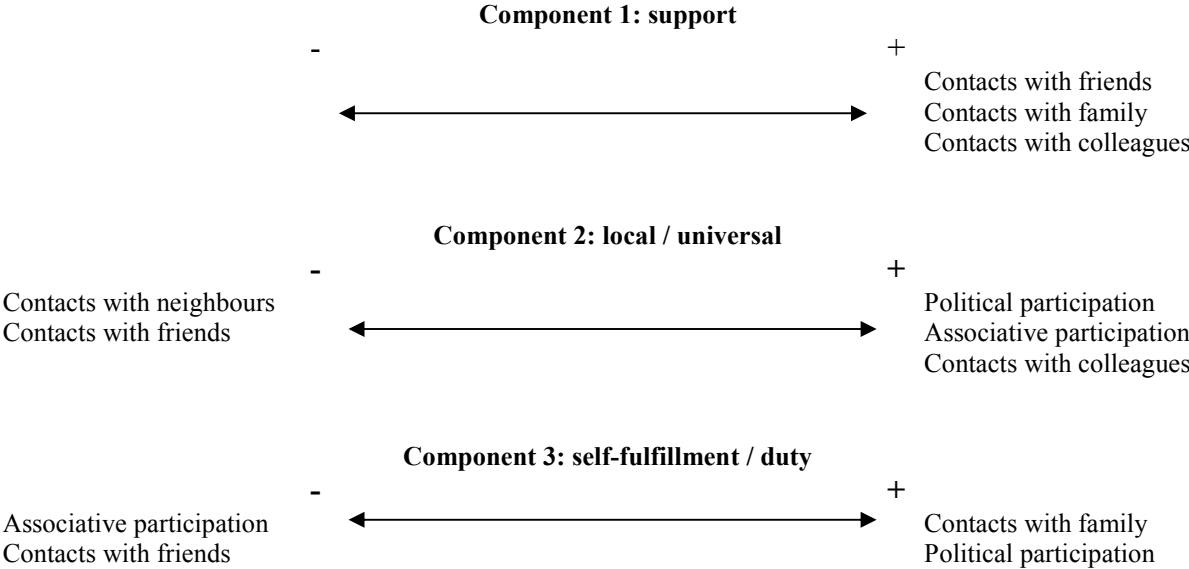 Component 1: support
- +
Contacts with friends
Contacts with family
Contacts with colleagues
Component 2: local / universal
- +
Contacts with neighbours Political participation
Contacts with friends Associative participation
Contacts with colleagues
Component 3: self-fulfillment / duty
- +
Associative participation Contacts with family
Contacts with friends Political participation